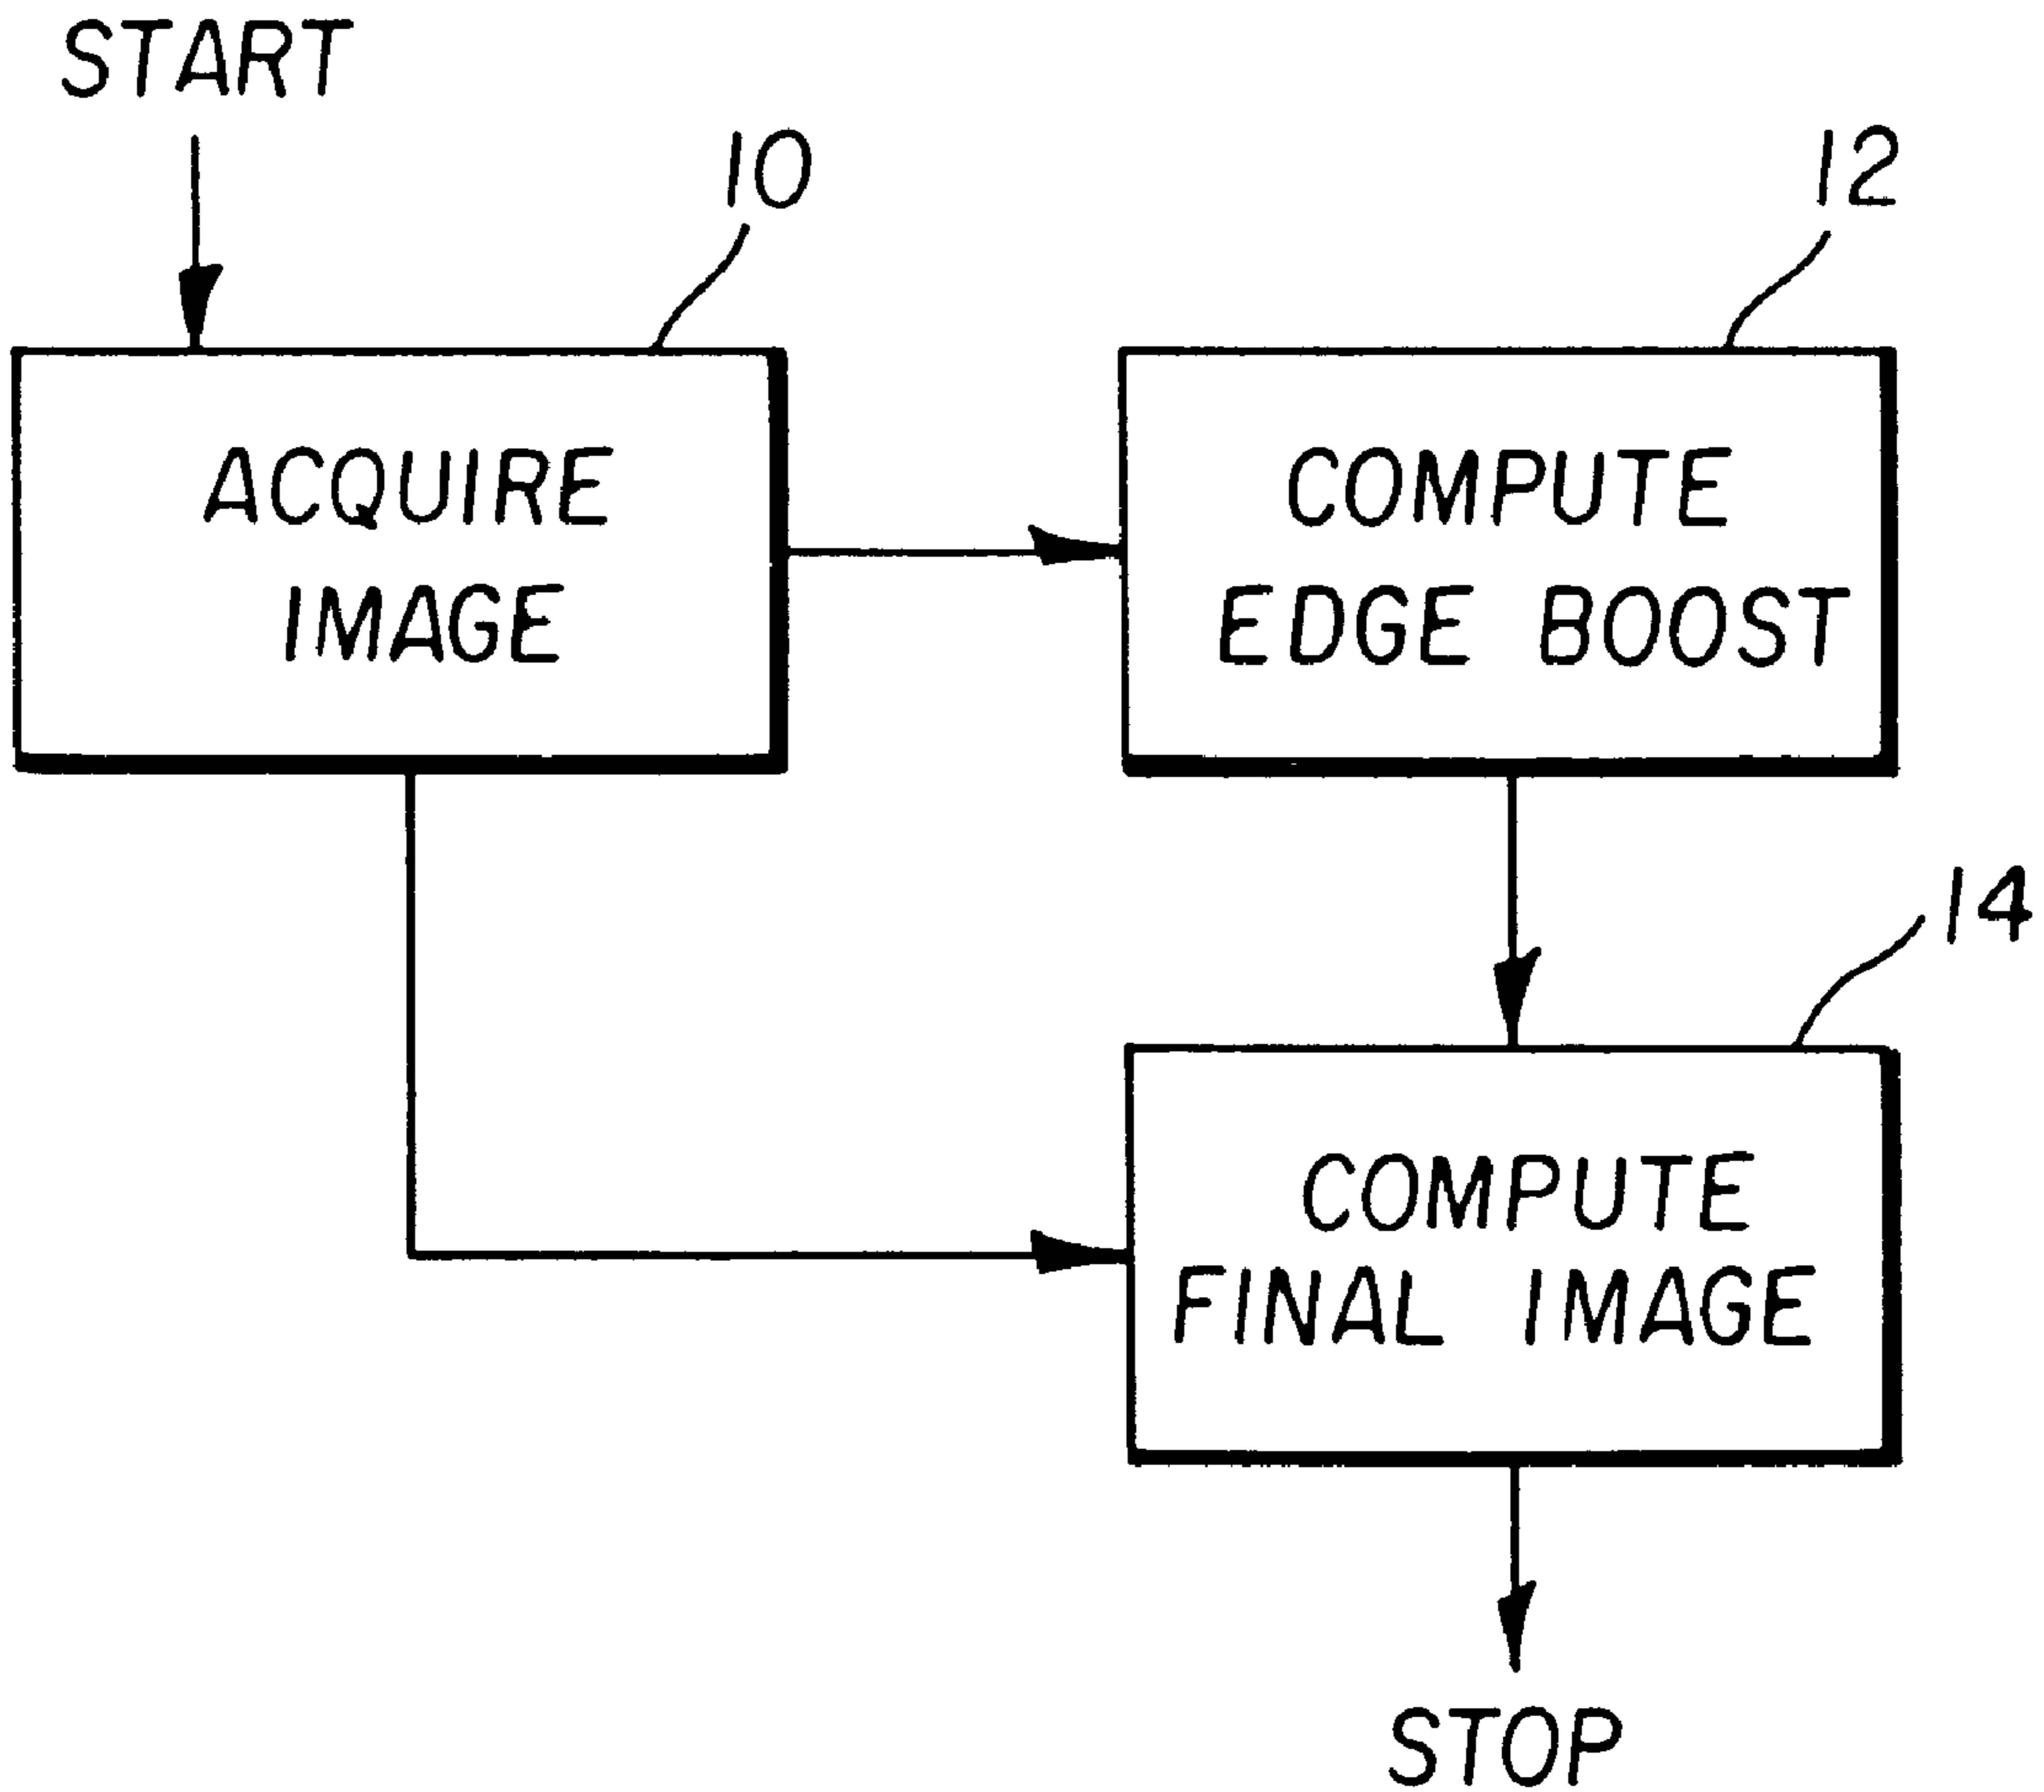 START
10
12
ACQUIRE
IMAGE
COMPUTE
EDGE BOOST
14
COMPUTE
FINAL IMAGE
STOP